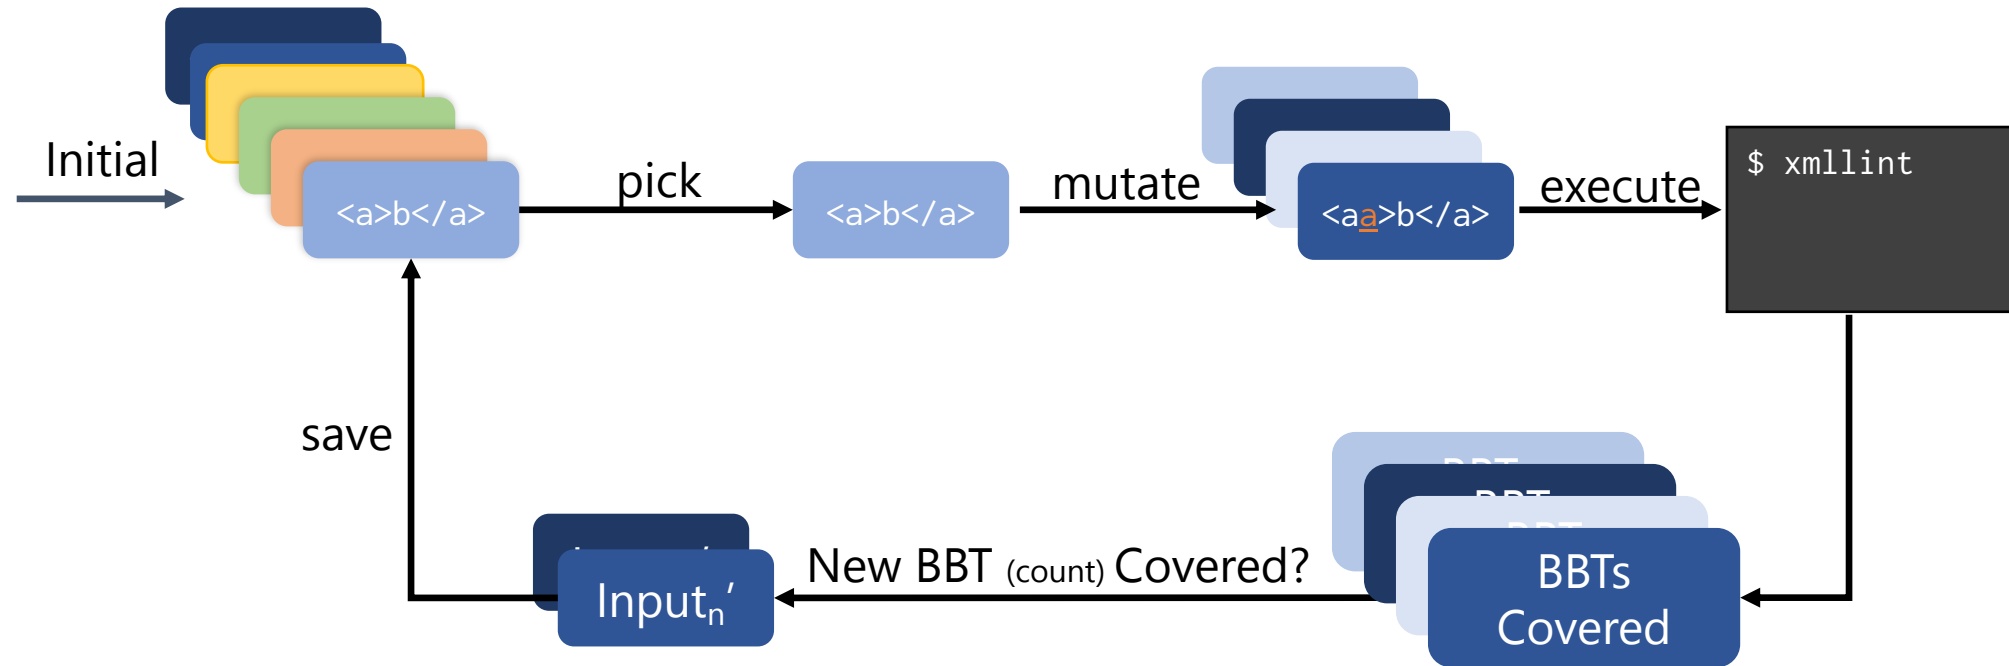 Initial
<a>b</a>
pick
<a>b</a>
mutate
<aa>b</a>
execute
$ xmllint
save
Inputn′
New BBT (count) Covered?
BBTs
Covered